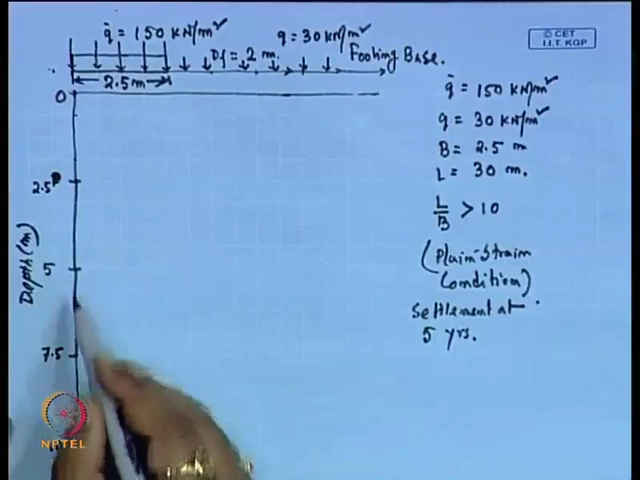 q̄ = 150 KN/m² q = 30 KN/m²
Df = 2 m. Footing Base.
2.5 m
© CET
I.I.T. KGP
0
2.5
5
7.5
Depth (m)
q̄ = 150 KN/m²
q = 30 KN/m²
B = 2.5 m
L = 30 m.
L/B > 10
(Plain-Strain
Condition)
Settlement at
5 yrs.
NPTEL